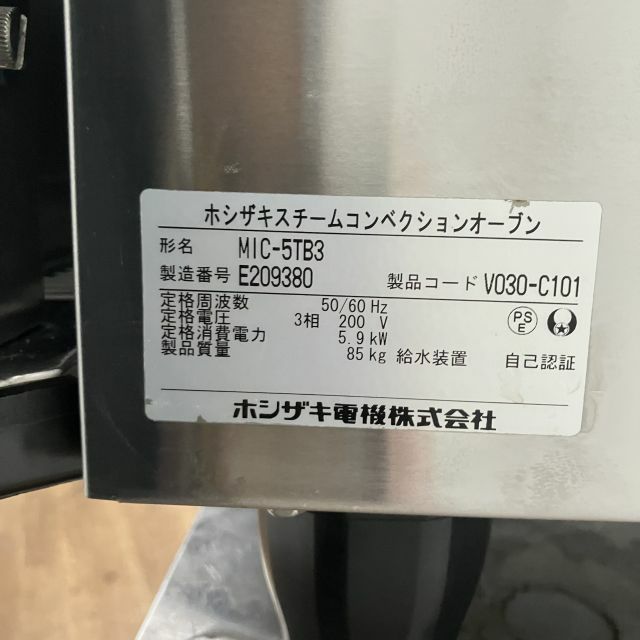 ホシザキスチームコンベクションオーブン
形名 MIC-5TB3
製造番号 E209380 製品コード V030-C101
定格周波数 50/60 Hz
定格電圧 3相 200 V
定格消費電力 5.9 kW
製品質量 85 kg 給水装置 自己認証
PS
E
ホシザキ電機株式会社